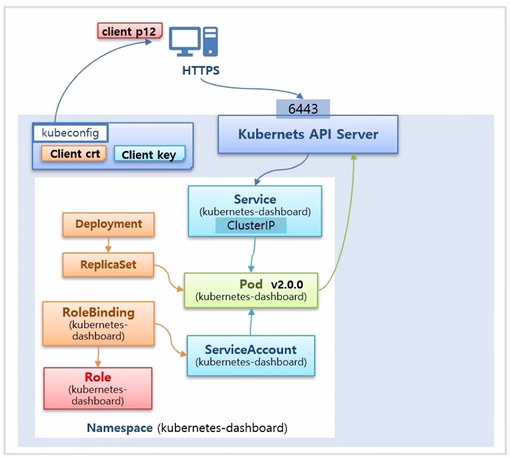 client p12
HTTPS
6443
Kubernets API Server
kubeconfig
Client crt
Client key
Service
(kubernetes-dashboard)
ClusterIP
Deployment
ReplicaSet
Pod v2.0.0
(kubernetes-dashboard)
RoleBinding
(kubernetes-
dashboard)
ServiceAccount
(kubernetes-dashboard)
Role
(kubernetes-
dashboard)
Namespace (kubernetes-dashboard)